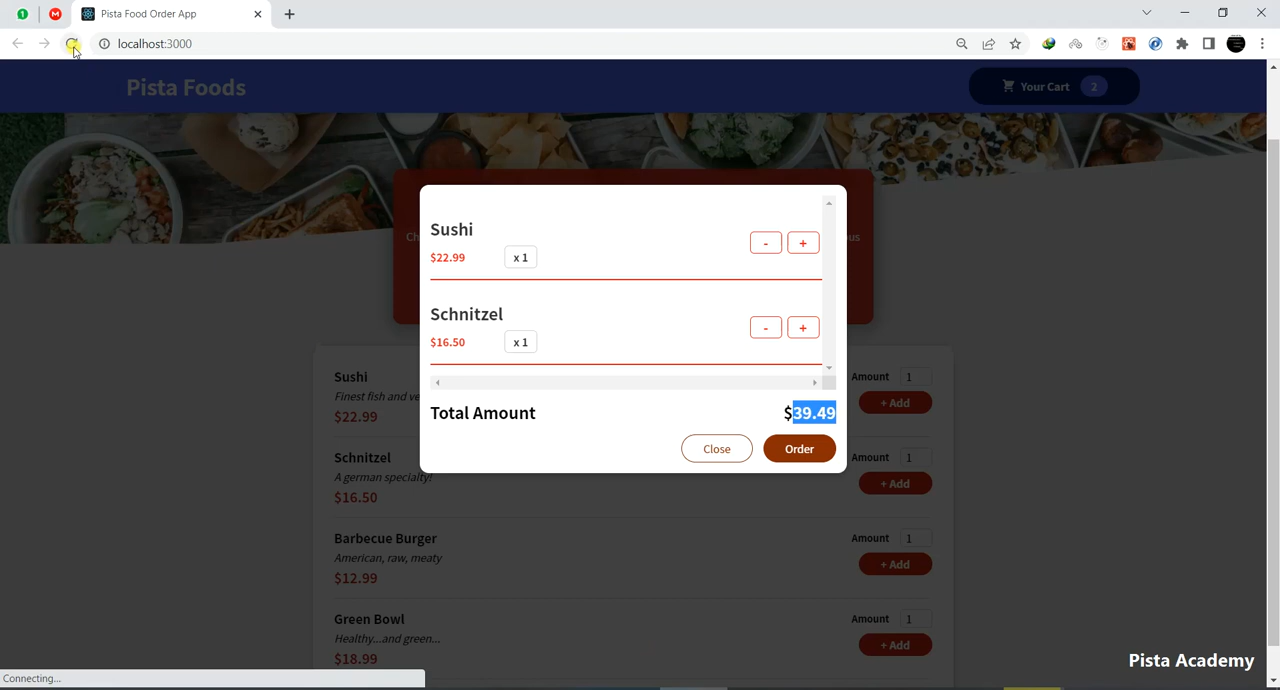 1
Pista Food Order App
localhost:3000
Pista Foods
Your Cart 2
Ch
ous
Sushi
$22.99 x 1
- +
Schnitzel
$16.50 x 1
- +
Total Amount $39.49
Close Order
Sushi
Finest fish and ve
$22.99
Amount 1
+ Add
Schnitzel
A german specialty!
$16.50
Amount 1
+ Add
Barbecue Burger
American, raw, meaty
$12.99
Amount 1
+ Add
Green Bowl
Healthy...and green...
$18.99
Amount 1
+ Add
Pista Academy
Connecting...